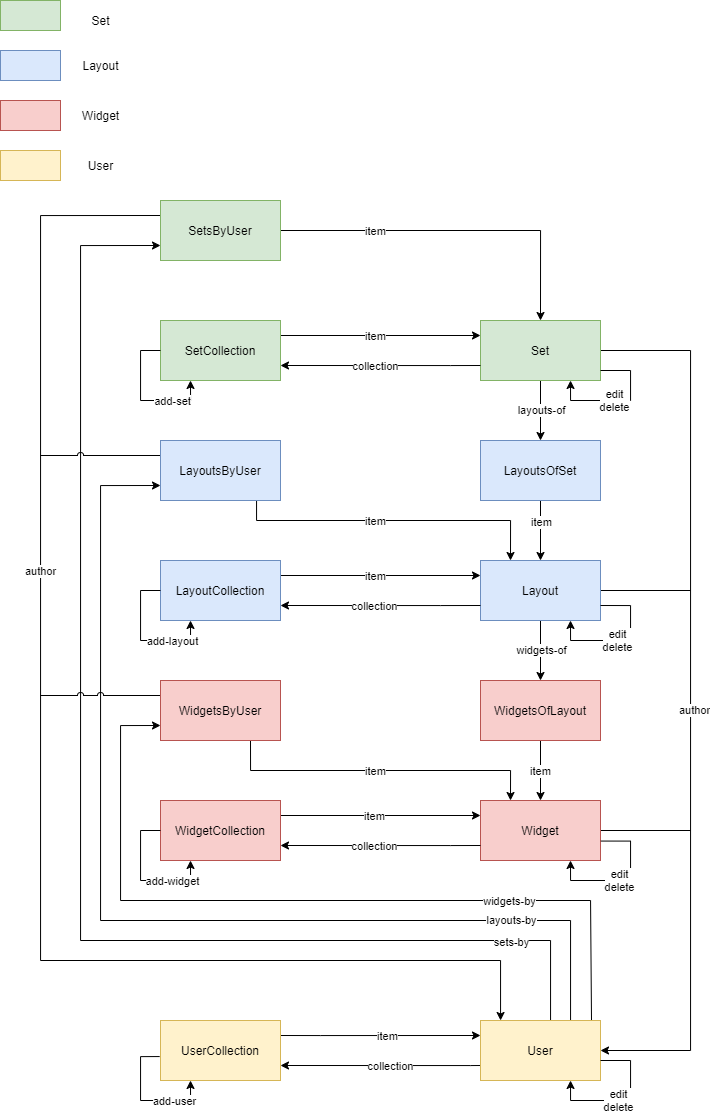 Set
Layout
Widget
User
SetsByUser
item
SetCollection
item
Set
collection
add-set
edit
delete
layouts-of
LayoutsByUser
LayoutsOfSet
item
item
author
LayoutCollection
item
Layout
collection
add-layout
edit
delete
widgets-of
WidgetsByUser
WidgetsOfLayout
author
item
item
WidgetCollection
item
Widget
collection
add-widget
edit
delete
widgets-by
layouts-by
sets-by
UserCollection
item
User
collection
add-user
edit
delete